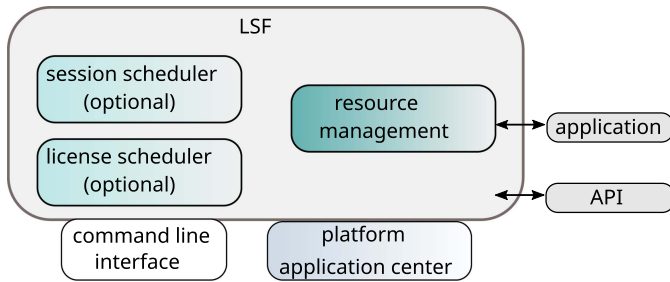 LSF
session scheduler
(optional)
resource
management
application
license scheduler
(optional)
API
command line
interface
platform
application center